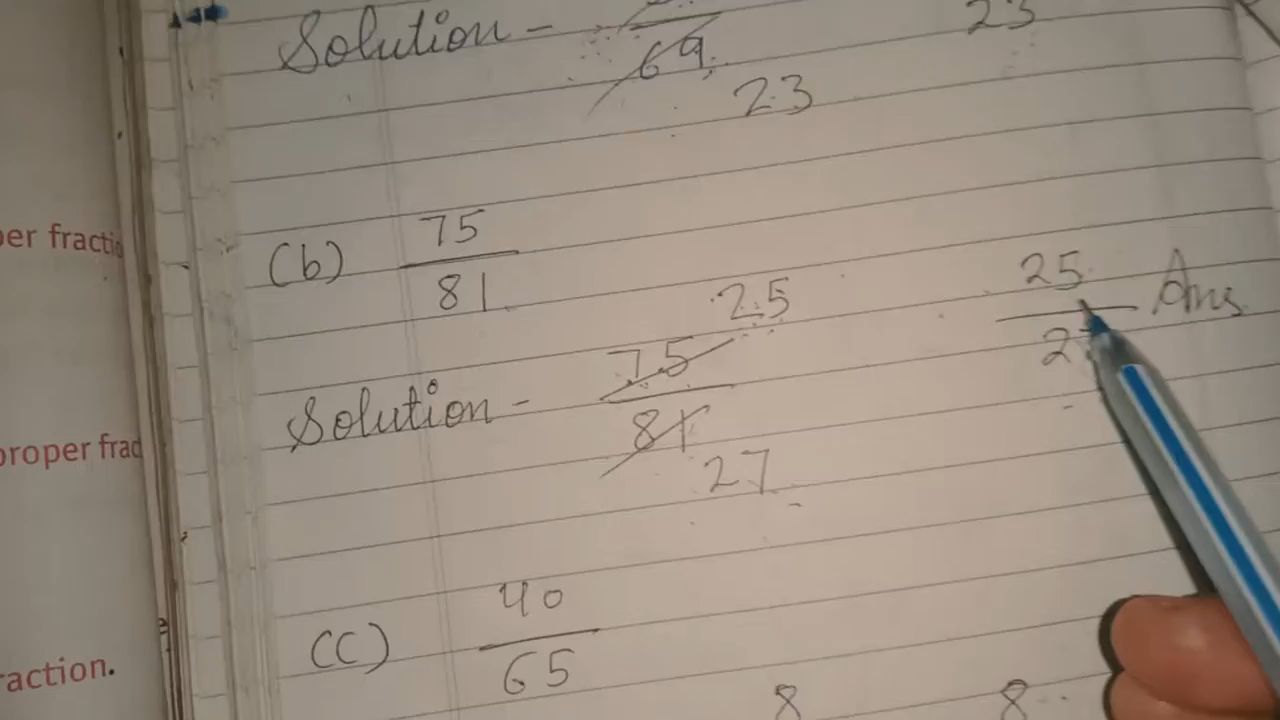 Solution -
69
23
23
(b) 75
81
25
Solution - 75
81
27
25 Ans
(c) 40
65
8 8
per fractio
proper frac
raction.